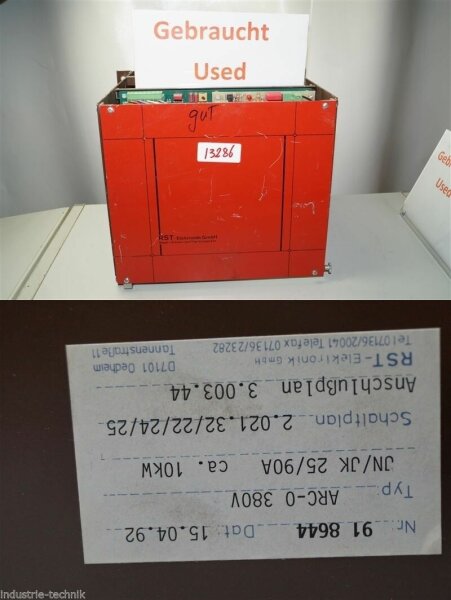 Gebraucht
Used
gut
13286
RST-Elektronik GmbH
Gebra
Used
Nr: 91 8644 Dat: 15.04.92
Typ: ARC-O 380V
JN/JK 25/90A ca. 10KW
Schaltplan 2.021.32/22/24/25
Anschlußplan 3.003.44
RST-Elektronik GmbH D7101 Oedheim
Tel 07136/20041 Telefax 07136/23282 Tannenstraße 11
industrie-technik